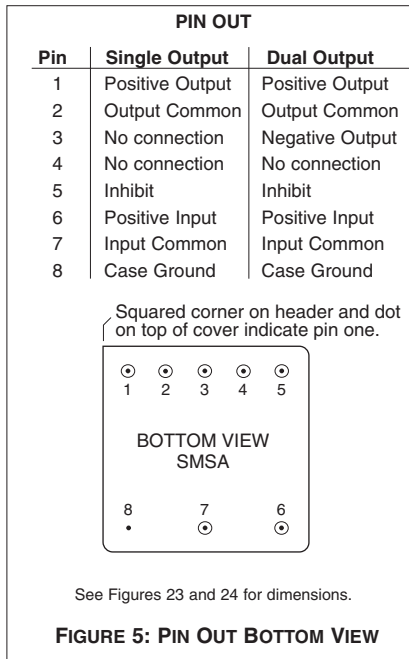 PIN OUT
Pin Single Output Dual Output
1 Positive Output Positive Output
2 Output Common Output Common
3 No connection Negative Output
4 No connection No connection
5 Inhibit Inhibit
6 Positive Input Positive Input
7 Input Common Input Common
8 Case Ground Case Ground
Squared corner on header and dot
on top of cover indicate pin one.
1 2 3 4 5
BOTTOM VIEW
SMSA
8 7 6
See Figures 23 and 24 for dimensions.
FIGURE 5: PIN OUT BOTTOM VIEW